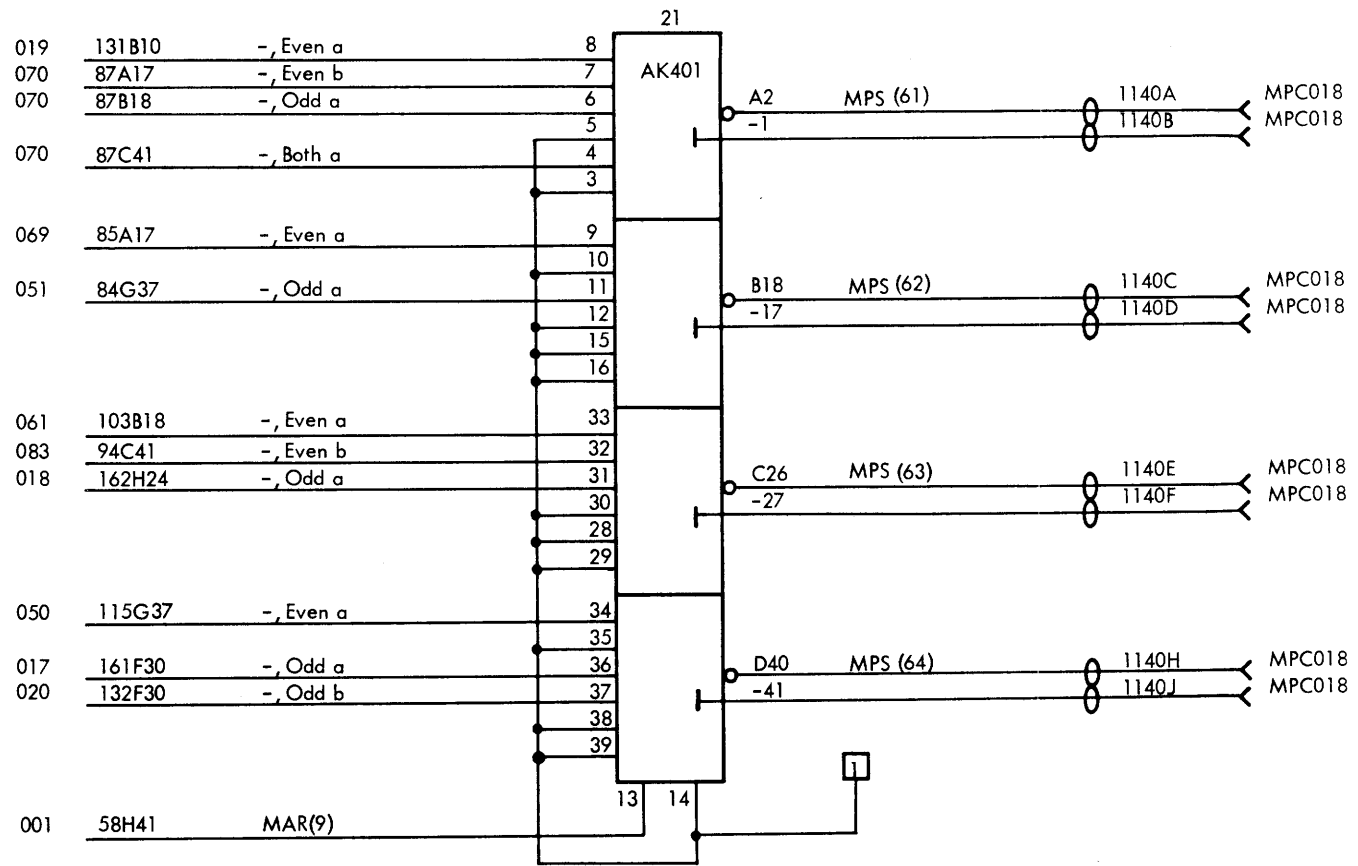 21
019 131B10 -, Even a 8
070 87A17 -, Even b 7 AK401
070 87B18 -, Odd a 6 A2 MPS (61) 1140A MPC018
5 -1 1140B MPC018
070 87C41 -, Both a 4
3
069 85A17 -, Even a 9
10
051 84G37 -, Odd a 11 B18 MPS (62) 1140C MPC018
12 -17 1140D MPC018
15
16
061 103B18 -, Even a 33
083 94C41 -, Even b 32
018 162H24 -, Odd a 31 C26 MPS (63) 1140E MPC018
30 -27 1140F MPC018
28
29
050 115G37 -, Even a 34
35
017 161F30 -, Odd a 36 D40 MPS (64) 1140H MPC018
020 132F30 -, Odd b 37 -41 1140J MPC018
38
39
1
13 14
001 58H41 MAR(9)